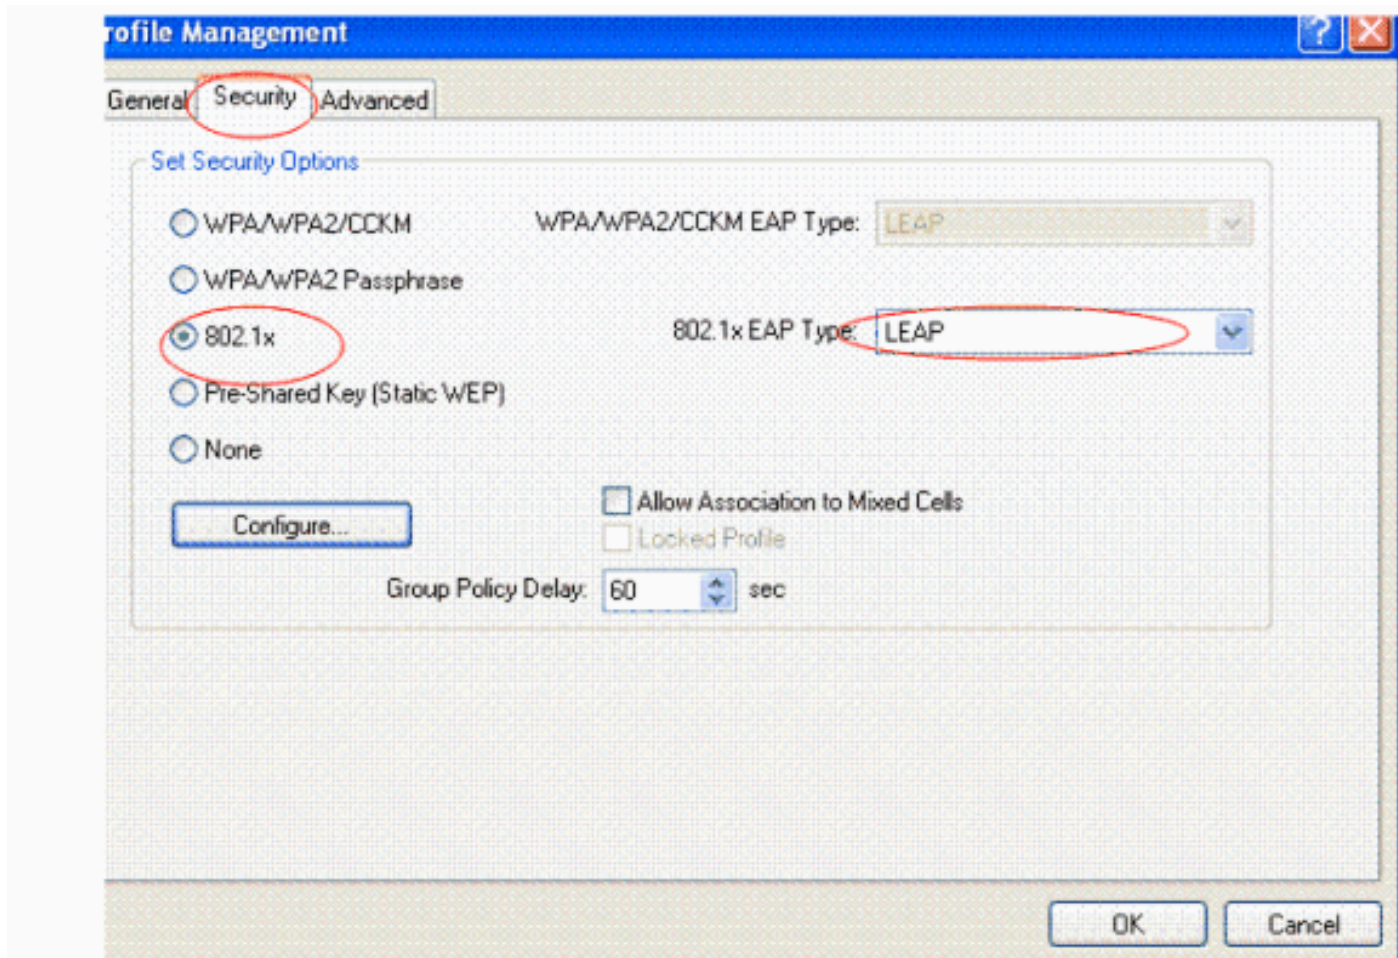 rofile Management
General Security Advanced
Set Security Options
WPA/WPA2/CCKM WPA/WPA2/CCKM EAP Type: LEAP
WPA/WPA2 Passphrase
802.1x 802.1x EAP Type: LEAP
Pre-Shared Key (Static WEP)
None
Allow Association to Mixed Cells
Configure... Locked Profile
Group Policy Delay: 60 sec
OK Cancel